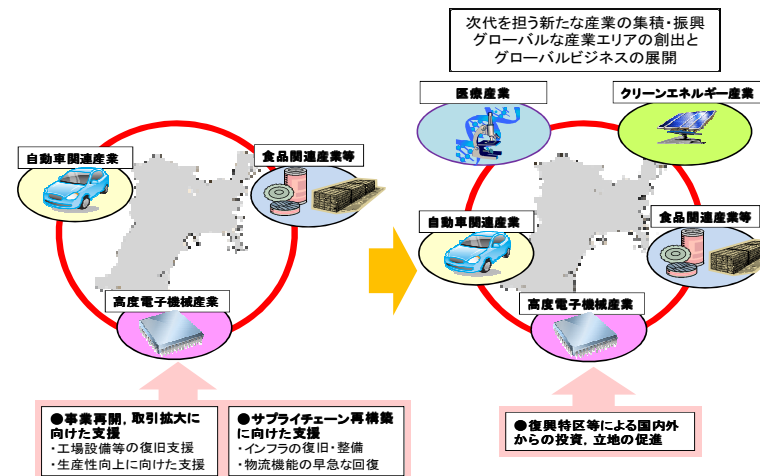 次代を担う新たな産業の集積・振興
グローバルな産業エリアの創出と
グローバルビジネスの展開
自動車関連産業
食品関連産業等
高度電子機械産業
医療産業
クリーンエネルギー産業
自動車関連産業
食品関連産業等
高度電子機械産業
●事業再開，取引拡大に
向けた支援
・工場設備等の復旧支援
・生産性向上に向けた支援
●サプライチェーン再構築
に向けた支援
・インフラの復旧・整備
・物流機能の早急な回復
●復興特区等による国内外
からの投資，立地の促進